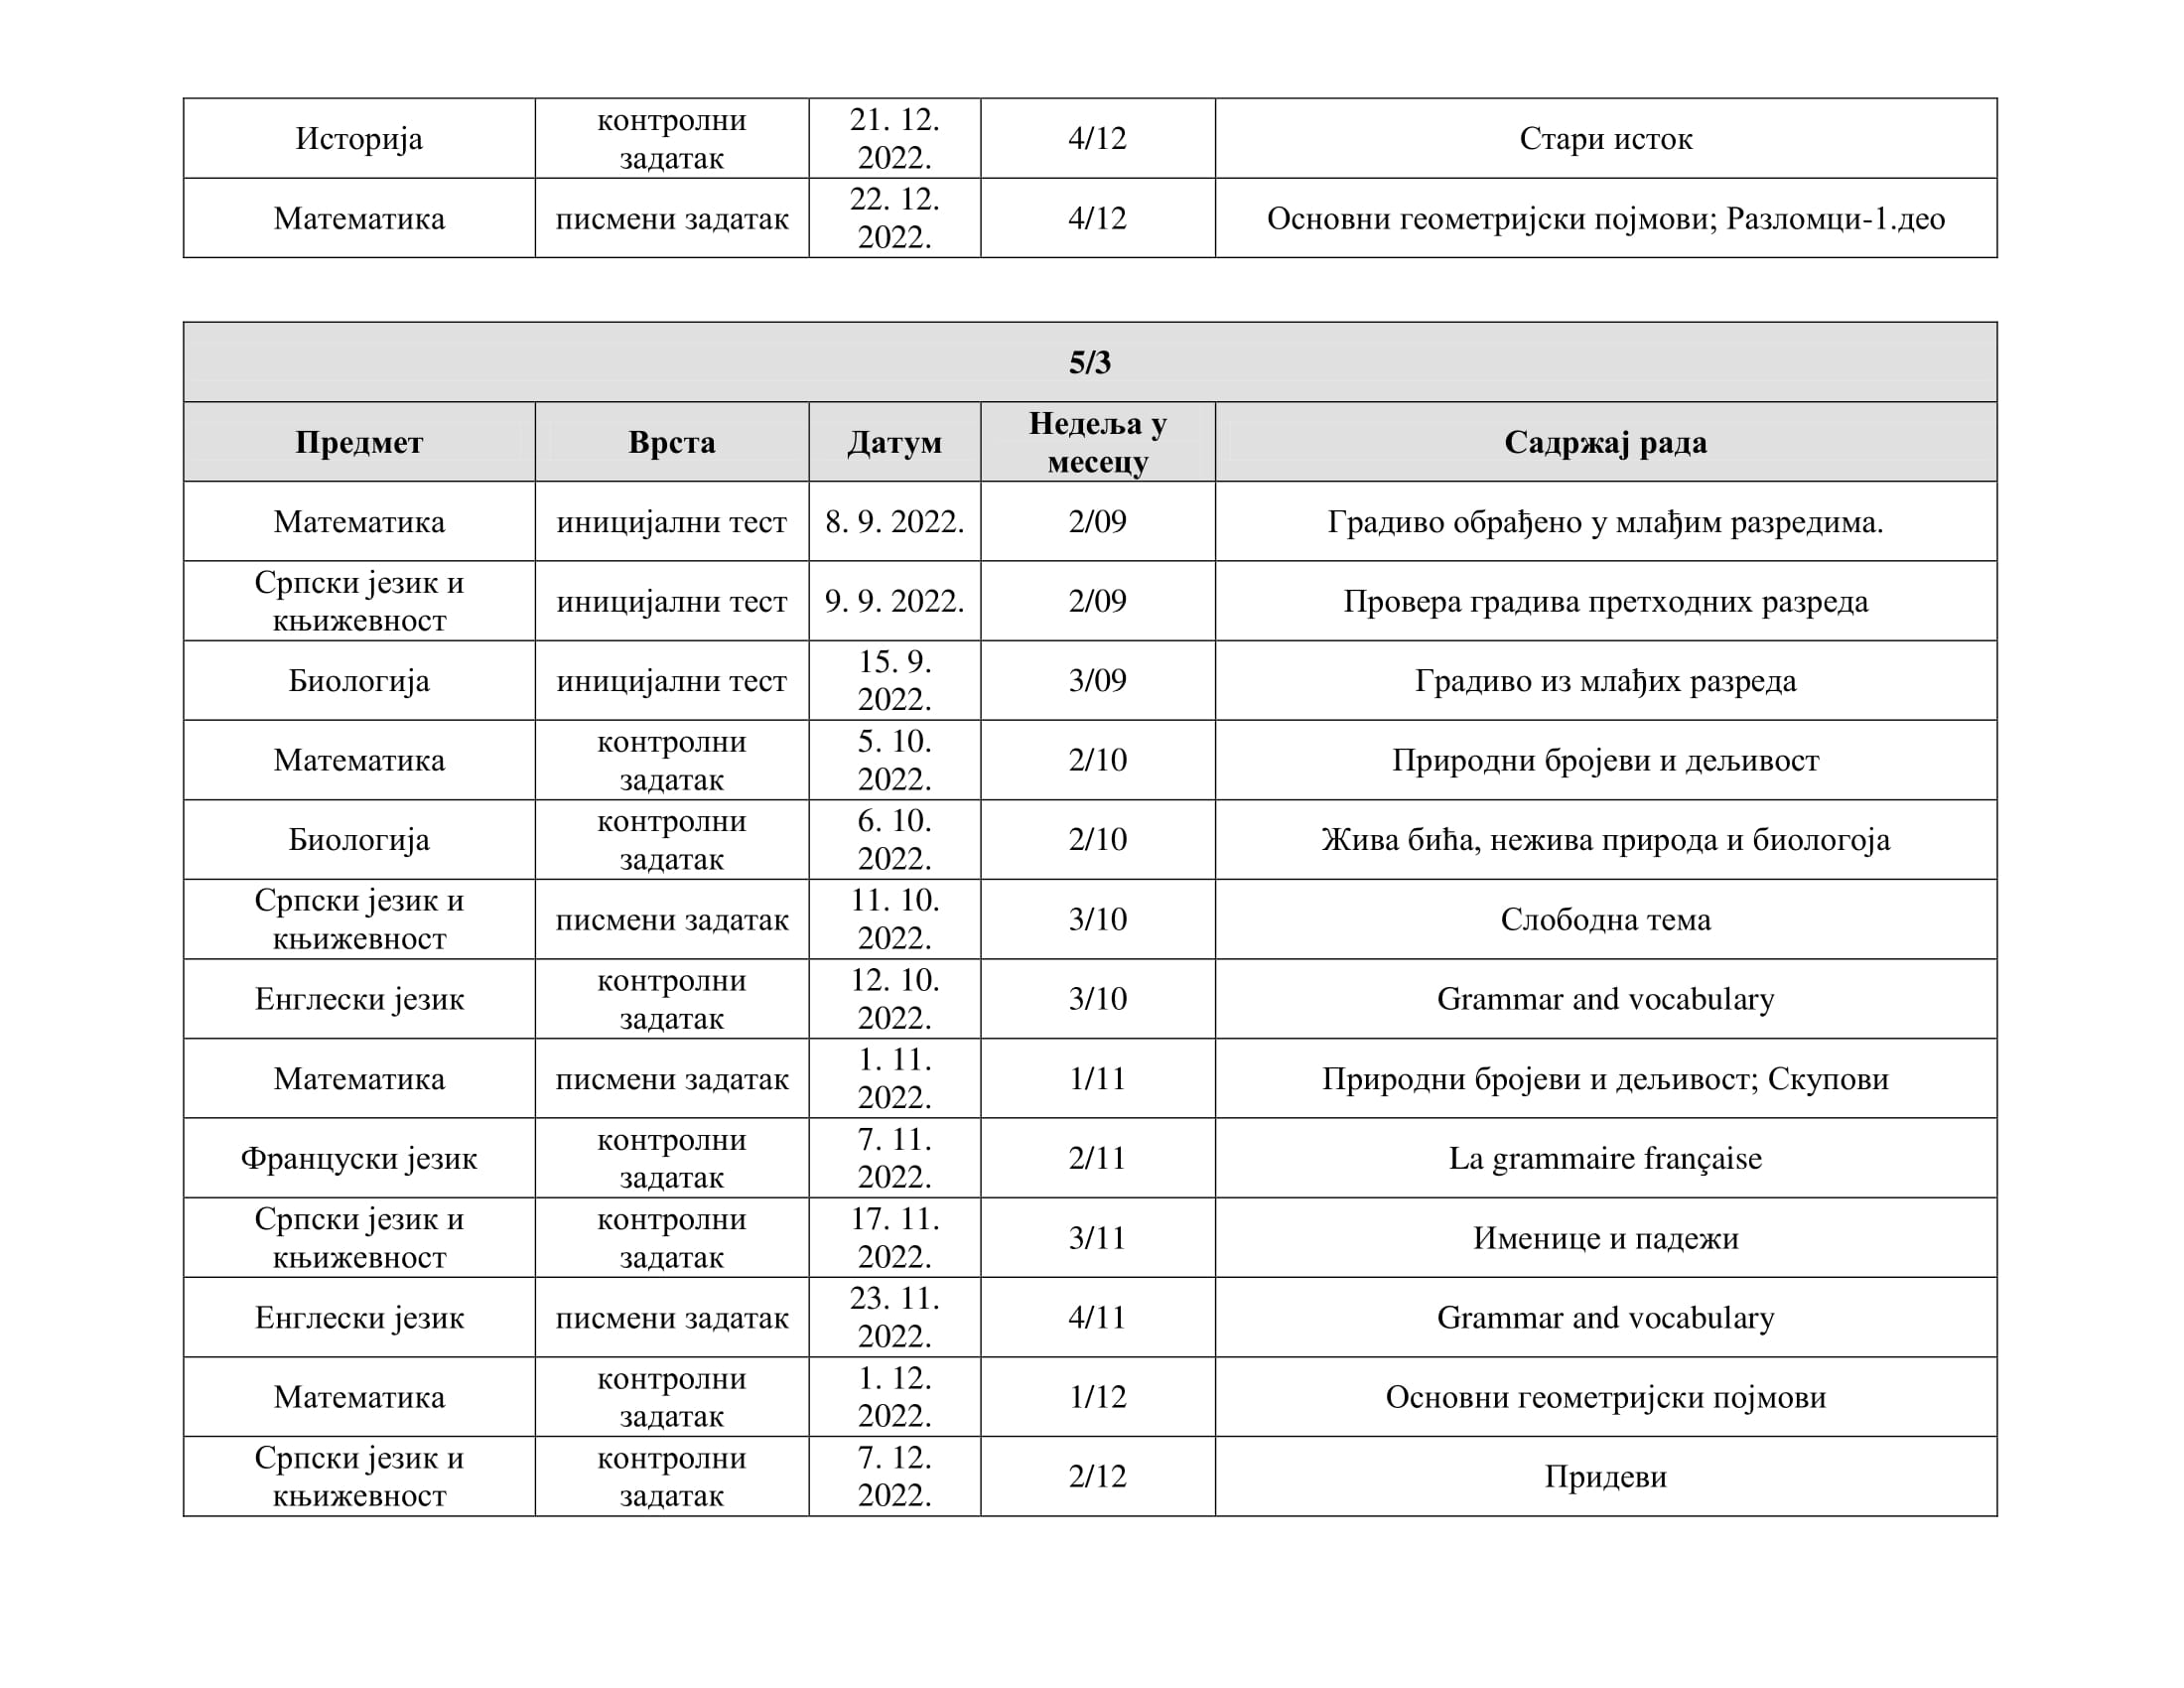 Историја
контролни
задатак
21. 12.
2022.
4/12
Стари исток
Математика
писмени задатак
22. 12.
2022.
4/12
Основни геометријски појмови; Разломци-1.део
5/3
Предмет
Врста
Датум
Недеља у
месецу
Садржај рада
Математика
иницијални тест
8. 9. 2022.
2/09
Градиво обрађено у млађим разредима.
Српски језик и
књижевност
иницијални тест
9. 9. 2022.
2/09
Провера градива претходних разреда
Биологија
иницијални тест
15. 9.
2022.
3/09
Градиво из млађих разреда
Математика
контролни
задатак
5. 10.
2022.
2/10
Природни бројеви и дељивост
Биологија
контролни
задатак
6. 10.
2022.
2/10
Жива бића, нежива природа и биологоја
Српски језик и
књижевност
писмени задатак
11. 10.
2022.
3/10
Слободна тема
Енглески језик
контролни
задатак
12. 10.
2022.
3/10
Grammar and vocabulary
Математика
писмени задатак
1. 11.
2022.
1/11
Природни бројеви и дељивост; Скупови
Француски језик
контролни
задатак
7. 11.
2022.
2/11
La grammaire française
Српски језик и
књижевност
контролни
задатак
17. 11.
2022.
3/11
Именице и падежи
Енглески језик
писмени задатак
23. 11.
2022.
4/11
Grammar and vocabulary
Математика
контролни
задатак
1. 12.
2022.
1/12
Основни геометријски појмови
Српски језик и
књижевност
контролни
задатак
7. 12.
2022.
2/12
Придеви